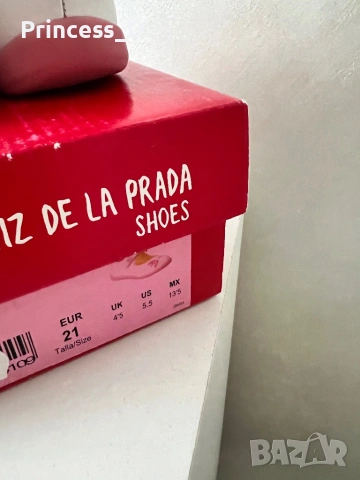 Princess_
IZ DE LA PRADA
SHOES
EUR
UK
US
MX
21
4'5
5.5
13'5
Talla/Size
109
BAZAR